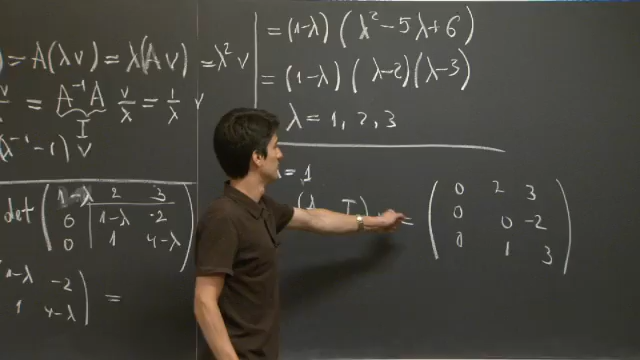 = A(λv) = λ(Av) = λ² v
v/λ = A⁻¹A v/λ = 1/λ v
I
λ⁻¹ - 1) v
det ( 1-λ 2 3
0 1-λ -2
0 1 4-λ )
1-λ -2
1 4-λ | =
= (1-λ) (λ² - 5λ + 6)
= (1-λ) (λ-2)(λ-3)
λ = 1, 2, 3
= 1
I) = ( 0 2 3
0 0 -2
0 1 3 )